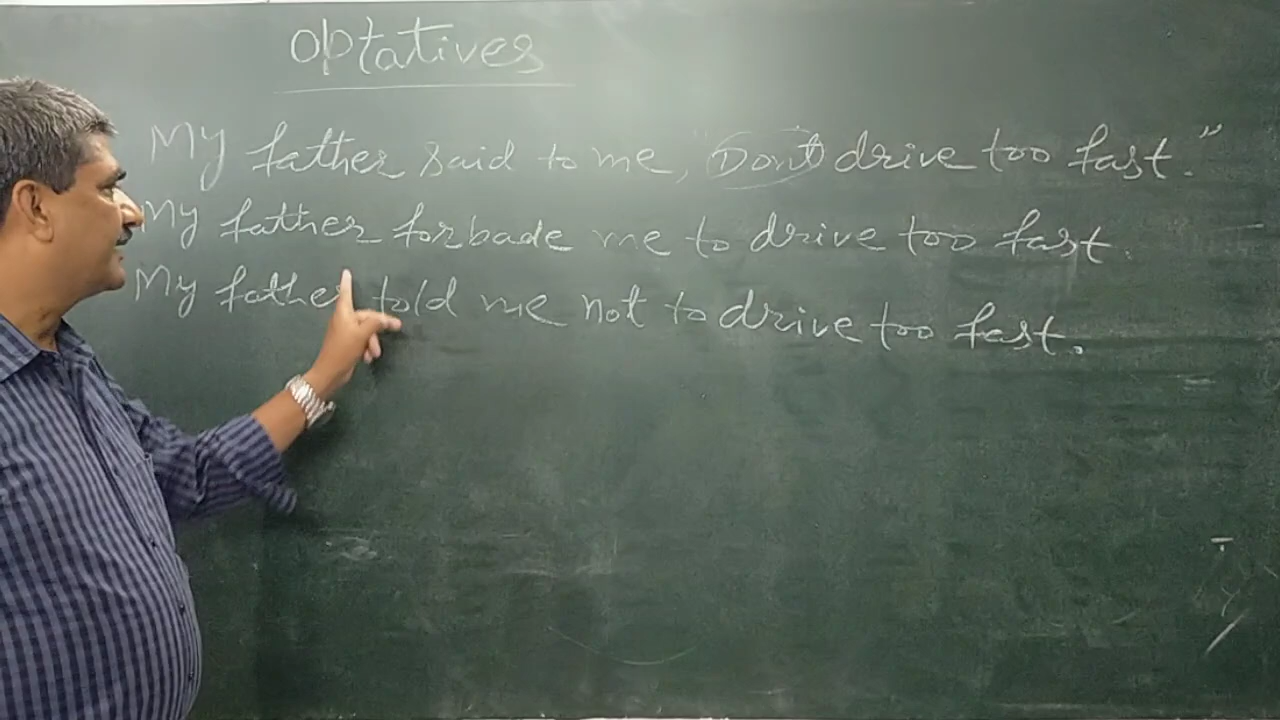 Optatives
My father said to me, "Don't drive too fast."
My father forbade me to drive too fast.
My father told me not to drive too fast.